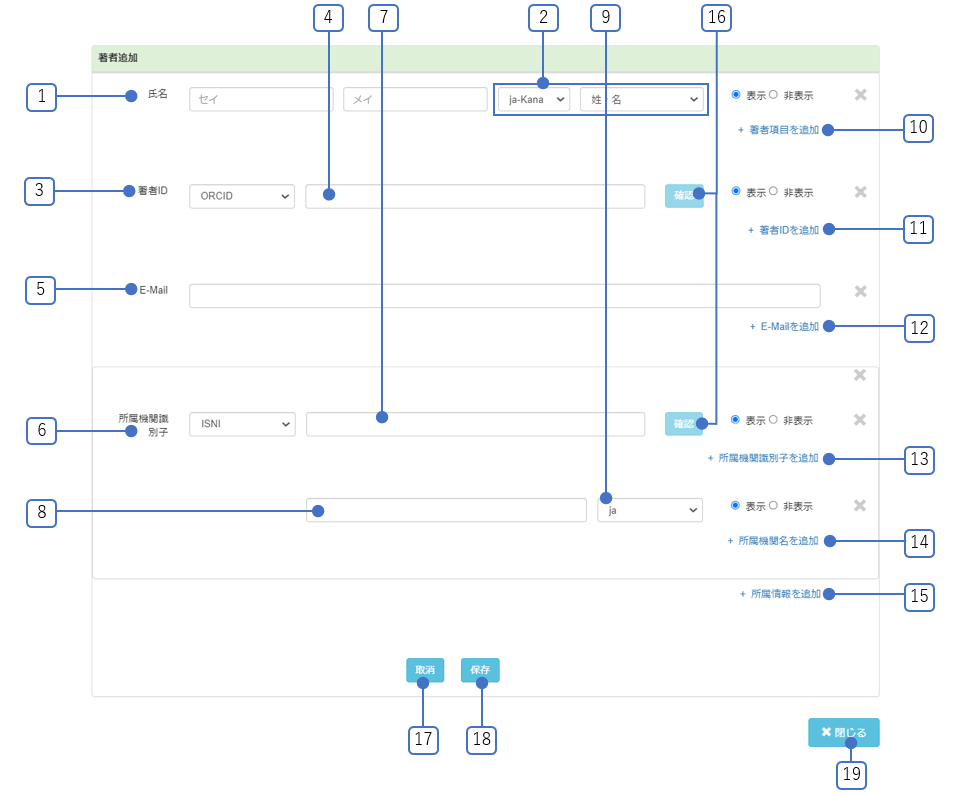 4 7 2 9 16
著者追加
1 氏名 セイ メイ ja-Kana 姓・名 表示 非表示
+ 著者項目を追加 10
3 著者ID ORCID 確認 表示 非表示
+ 著者IDを追加 11
5 E-Mail
+ E-Mailを追加 12
6 所属機関識
別子 ISNI 確認 表示 非表示
+ 所属機関識別子を追加 13
8 ja 表示 非表示
+ 所属機関名を追加 14
+ 所属情報を追加 15
取消 保存
17 18
閉じる
19